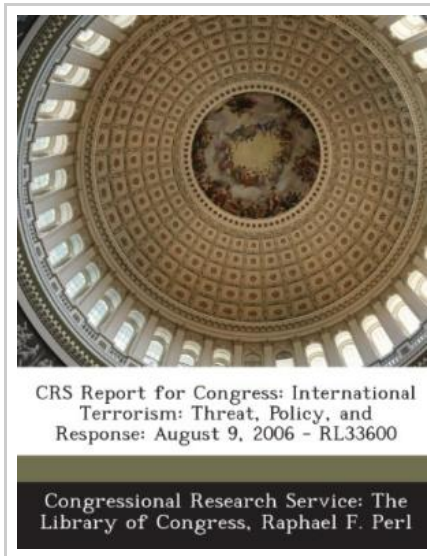 CRS Report for Congress: International
Terrorism: Threat, Policy, and
Response: August 9, 2006 - RL33600
Congressional Research Service: The
Library of Congress, Raphael F. Perl